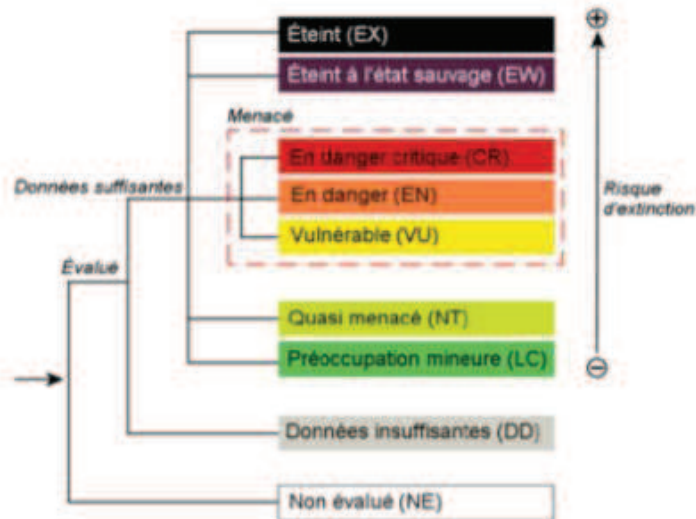 Éteint (EX)
Éteint à l'état sauvage (EW)
Menacé
En danger critique (CR)
Données suffisantes
En danger (EN)
Risque
d'extinction
Vulnérable (VU)
Évalué
Quasi menacé (NT)
Préoccupation mineure (LC)
Données insuffisantes (DD)
Non évalué (NE)